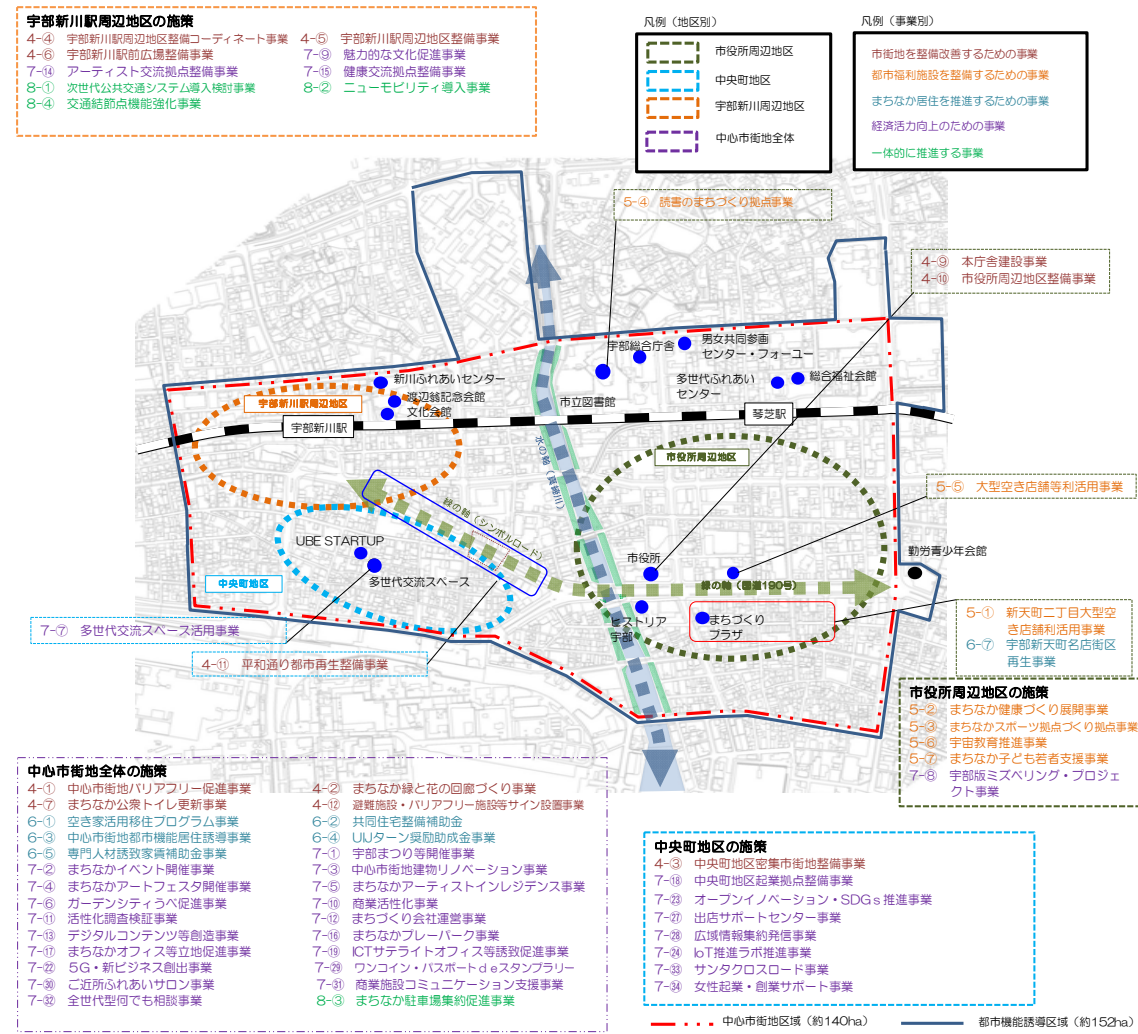 宇部新川駅周辺地区の施策
4-④ 宇部新川駅周辺地区整備コーディネート事業 4-⑤ 宇部新川駅周辺地区整備事業
4-⑥ 宇部新川駅前広場整備事業 7-⑨ 魅力的な文化促進事業
7-⑭ アーティスト交流拠点整備事業 7-⑮ 健康交流拠点整備事業
8-① 次世代公共交通システム導入検討事業 8-② ニューモビリティ導入事業
8-④ 交通結節点機能強化事業
凡例（地区別）
市役所周辺地区
中央町地区
宇部新川周辺地区
中心市街地全体
凡例（事業別）
市街地を整備改善するための事業
都市福利施設を整備するための事業
まちなか居住を推進するための事業
経済活力向上のための事業
一体的に推進する事業
5-④ 読書のまちづくり拠点事業
4-⑨ 本庁舎建設事業
4-⑩ 市役所周辺地区整備事業
宇部総合庁舎
男女共同参画
センター・フォーユー
新川ふれあいセンター
多世代ふれあい
センター
総合福祉会館
渡辺翁記念会館
文化会館
宇部新川駅周辺地区
市立図書館
宇部新川駅
琴芝駅
水の軸（真締川）
市役所周辺地区
5-⑤ 大型空き店舗等利活用事業
緑の軸（シンボルロード）
UBE STARTUP
多世代交流スペース
中央町地区
市役所
緑の軸（国道190号）
勤労青少年会館
ヒストリア
宇部
まちづくり
プラザ
5-① 新天町二丁目大型空
き店舗利活用事業
6-⑦ 宇部新天町名店街区
再生事業
7-⑦ 多世代交流スペース活用事業
4-⑪ 平和通り都市再生整備事業
市役所周辺地区の施策
5-② まちなか健康づくり展開事業
5-③ まちなかスポーツ拠点づくり拠点事業
5-⑥ 宇宙教育推進事業
5-⑦ まちなか子ども若者支援事業
7-⑧ 宇部版ミズベリング・プロジェ
クト事業
中心市街地全体の施策
4-① 中心市街地バリアフリー促進事業 4-② まちなか緑と花の回廊づくり事業
4-⑦ まちなか公衆トイレ更新事業 4-⑫ 避難施設・バリアフリー施設等サイン設置事業
6-① 空き家活用移住プログラム事業 6-② 共同住宅整備補助金
6-③ 中心市街地都市機能居住誘導事業 6-④ UIJターン奨励助成金事業
6-⑤ 専門人材誘致家賃補助金事業 7-① 宇部まつり等開催事業
7-② まちなかイベント開催事業 7-③ 中心市街地建物リノベーション事業
7-④ まちなかアートフェスタ開催事業 7-⑤ まちなかアーティストインレジデンス事業
7-⑥ ガーデンシティうべ促進事業 7-⑩ 商業活性化事業
7-⑪ 活性化調査検証事業 7-⑫ まちづくり会社運営事業
7-⑬ デジタルコンテンツ等創造事業 7-⑯ まちなかプレーパーク事業
7-⑰ まちなかオフィス等立地促進事業 7-⑲ ICTサテライトオフィス等誘致促進事業
7-㉒ 5G・新ビジネス創出事業 7-㉙ ワンコイン・パスポートdeスタンプラリー
7-㉚ ご近所ふれあいサロン事業 7-㉛ 商業施設コミュニケーション支援事業
7-㉜ 全世代型何でも相談事業 8-③ まちなか駐車場集約促進事業
中央町地区の施策
4-③ 中央町地区密集市街地整備事業
7-⑱ 中央町地区起業拠点整備事業
7-㉓ オープンイノベーション・SDGs推進事業
7-㉗ 出店サポートセンター事業
7-㉘ 広域情報集約発信事業
7-㉔ IoT推進ラボ推進事業
7-㉝ サンタクロスロード事業
7-㉞ 女性起業・創業サポート事業
中心市街地区域（約140ha） 都市機能誘導区域（約152ha）